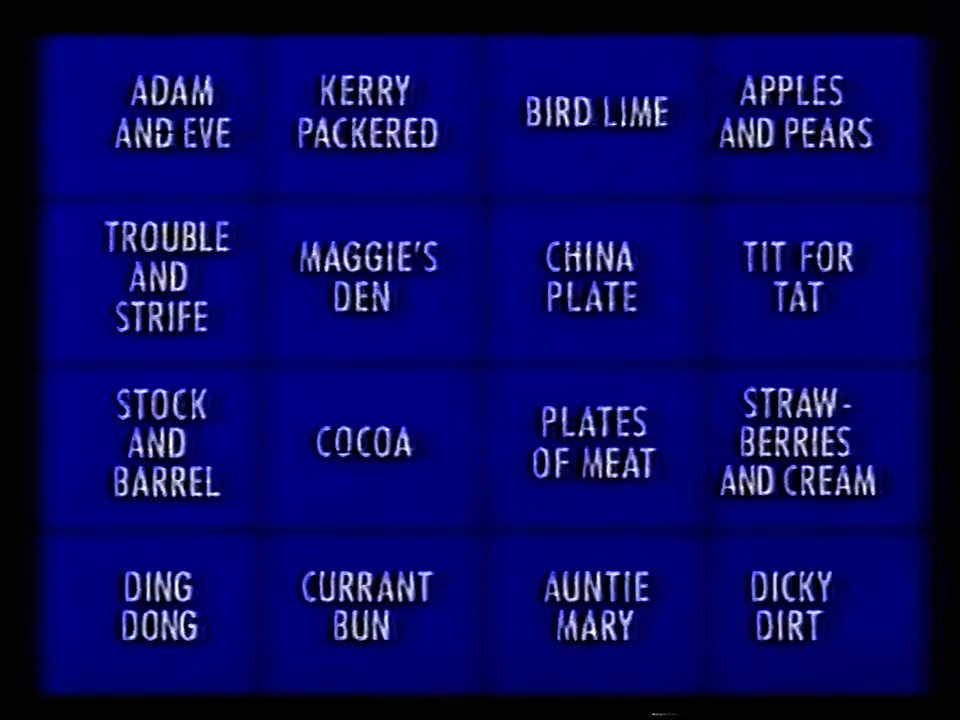 ADAM
AND EVE
KERRY
PACKERED
BIRD LIME
APPLES
AND PEARS
TROUBLE
AND
STRIFE
MAGGIE'S
DEN
CHINA
PLATE
TIT FOR
TAT
STOCK
AND
BARREL
COCOA
PLATES
OF MEAT
STRAW-
BERRIES
AND CREAM
DING
DONG
CURRANT
BUN
AUNTIE
MARY
DICKY
DIRT